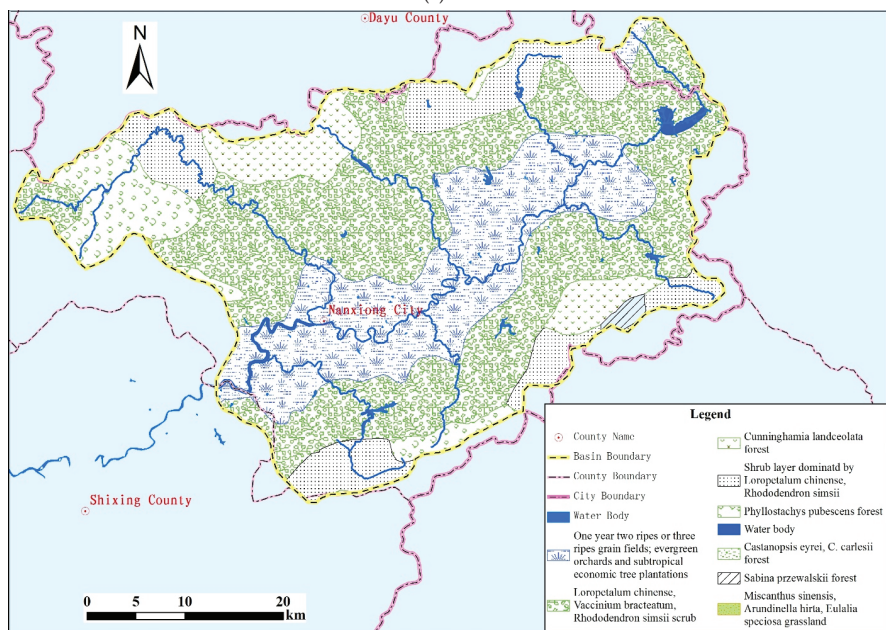 Dayu County
N
Nanxiong City
Shixing County
0 5 10 20
km
Legend
County Name
Basin Boundary
County Boundary
City Boundary
Water Body
One year two ripes or three
ripes grain fields; evergreen
orchards and subtropical
economic tree plantations
Loropetalum chinense,
Vaccinium bracteatum,
Rhododendron simsii scrub
Cunninghamia landceolata
forest
Shrub layer dominatd by
Loropetalum chinense,
Rhododendron simsii
Phyllostachys pubescens forest
Water body
Castanopsis eyrei, C. carlesii
forest
Sabina przewalskii forest
Miscanthus sinensis,
Arundinella hirta, Eulalia
speciosa grassland